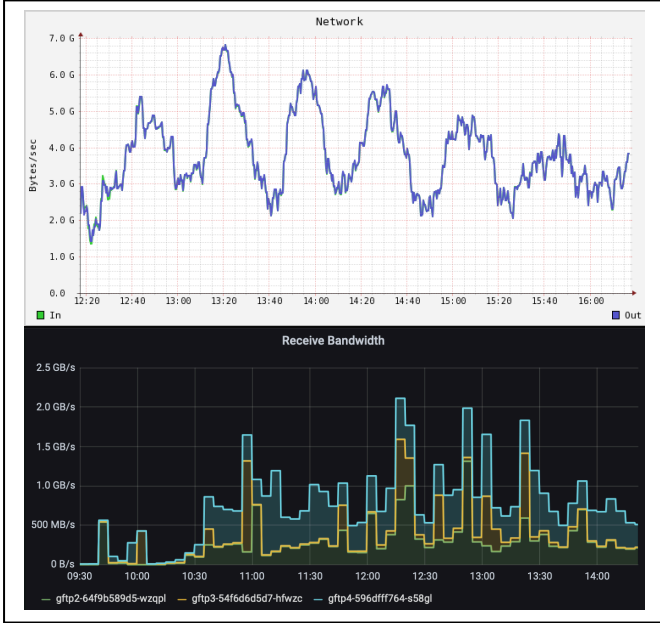 Network
7.0 G
6.0 G
5.0 G
4.0 G
3.0 G
2.0 G
1.0 G
0.0
Bytes/sec
12:20 12:40 13:00 13:20 13:40 14:00 14:20 14:40 15:00 15:20 15:40 16:00
In Out
Receive Bandwidth
2.5 GB/s
2.0 GB/s
1.5 GB/s
1.0 GB/s
500 MB/s
0 B/s
09:30 10:00 10:30 11:00 11:30 12:00 12:30 13:00 13:30 14:00
gftp2-64f9b589d5-wzqpl gftp3-54f6d6d5d7-hfwzc gftp4-596dfff764-s58gl